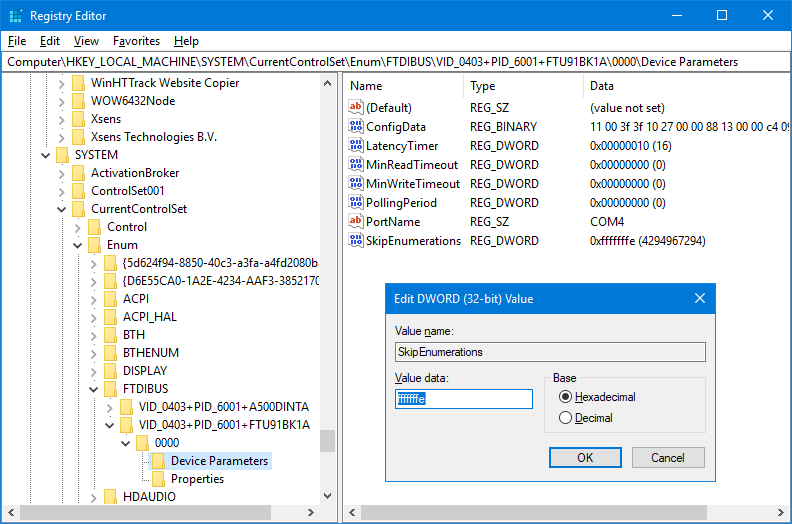 Registry Editor
File Edit View Favorites Help
Computer\HKEY_LOCAL_MACHINE\SYSTEM\CurrentControlSet\Enum\FTDIBUS\VID_0403+PID_6001+FTU91BK1A\0000\Device Parameters
WinHTTrack Website Copier
WOW6432Node
Xsens
Xsens Technologies B.V.
SYSTEM
ActivationBroker
ControlSet001
CurrentControlSet
Control
Enum
{5d624f94-8850-40c3-a3fa-a4fd2080ba
{D6E55CA0-1A2E-4234-AAF3-3852170
ACPI
ACPI_HAL
BTH
BTHENUM
DISPLAY
FTDIBUS
VID_0403+PID_6001+A500DINTA
VID_0403+PID_6001+FTU91BK1A
0000
Device Parameters
Properties
HDAUDIO
Name Type Data
(Default) REG_SZ (value not set)
ConfigData REG_BINARY 11 00 3f 3f 10 27 00 00 88 13 00 00 c4 09
LatencyTimer REG_DWORD 0x00000010 (16)
MinReadTimeout REG_DWORD 0x00000000 (0)
MinWriteTimeout REG_DWORD 0x00000000 (0)
PollingPeriod REG_DWORD 0x00000000 (0)
PortName REG_SZ COM4
SkipEnumerations REG_DWORD 0xfffffffe (4294967294)
Edit DWORD (32-bit) Value
Value name:
SkipEnumerations
Value data:
fffffffe
Base
Hexadecimal
Decimal
OK Cancel